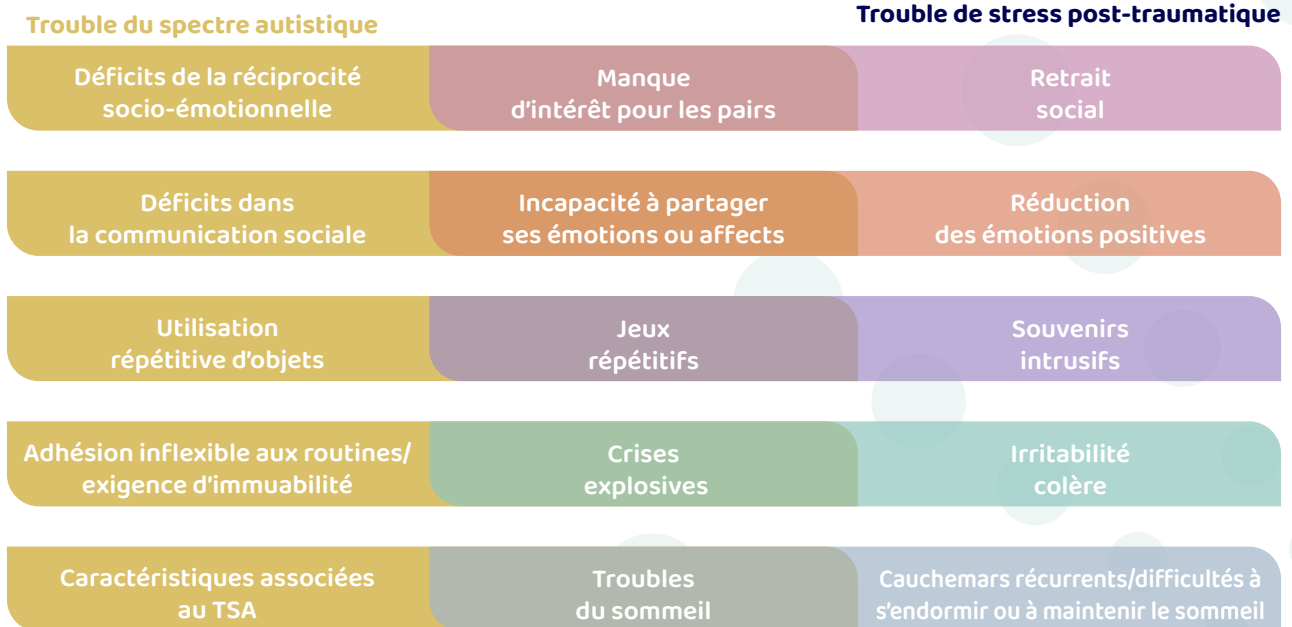 Trouble du spectre autistique
Trouble de stress post-traumatique
Déficits de la réciprocité
socio-émotionnelle
Manque
d'intérêt pour les pairs
Retrait
social
Déficits dans
la communication sociale
Incapacité à partager
ses émotions ou affects
Réduction
des émotions positives
Utilisation
répétitive d'objets
Jeux
répétitifs
Souvenirs
intrusifs
Adhésion inflexible aux routines/
exigence d'immuabilité
Crises
explosives
Irritabilité
colère
Caractéristiques associées
au TSA
Troubles
du sommeil
Cauchemars récurrents/difficultés à
s'endormir ou à maintenir le sommeil